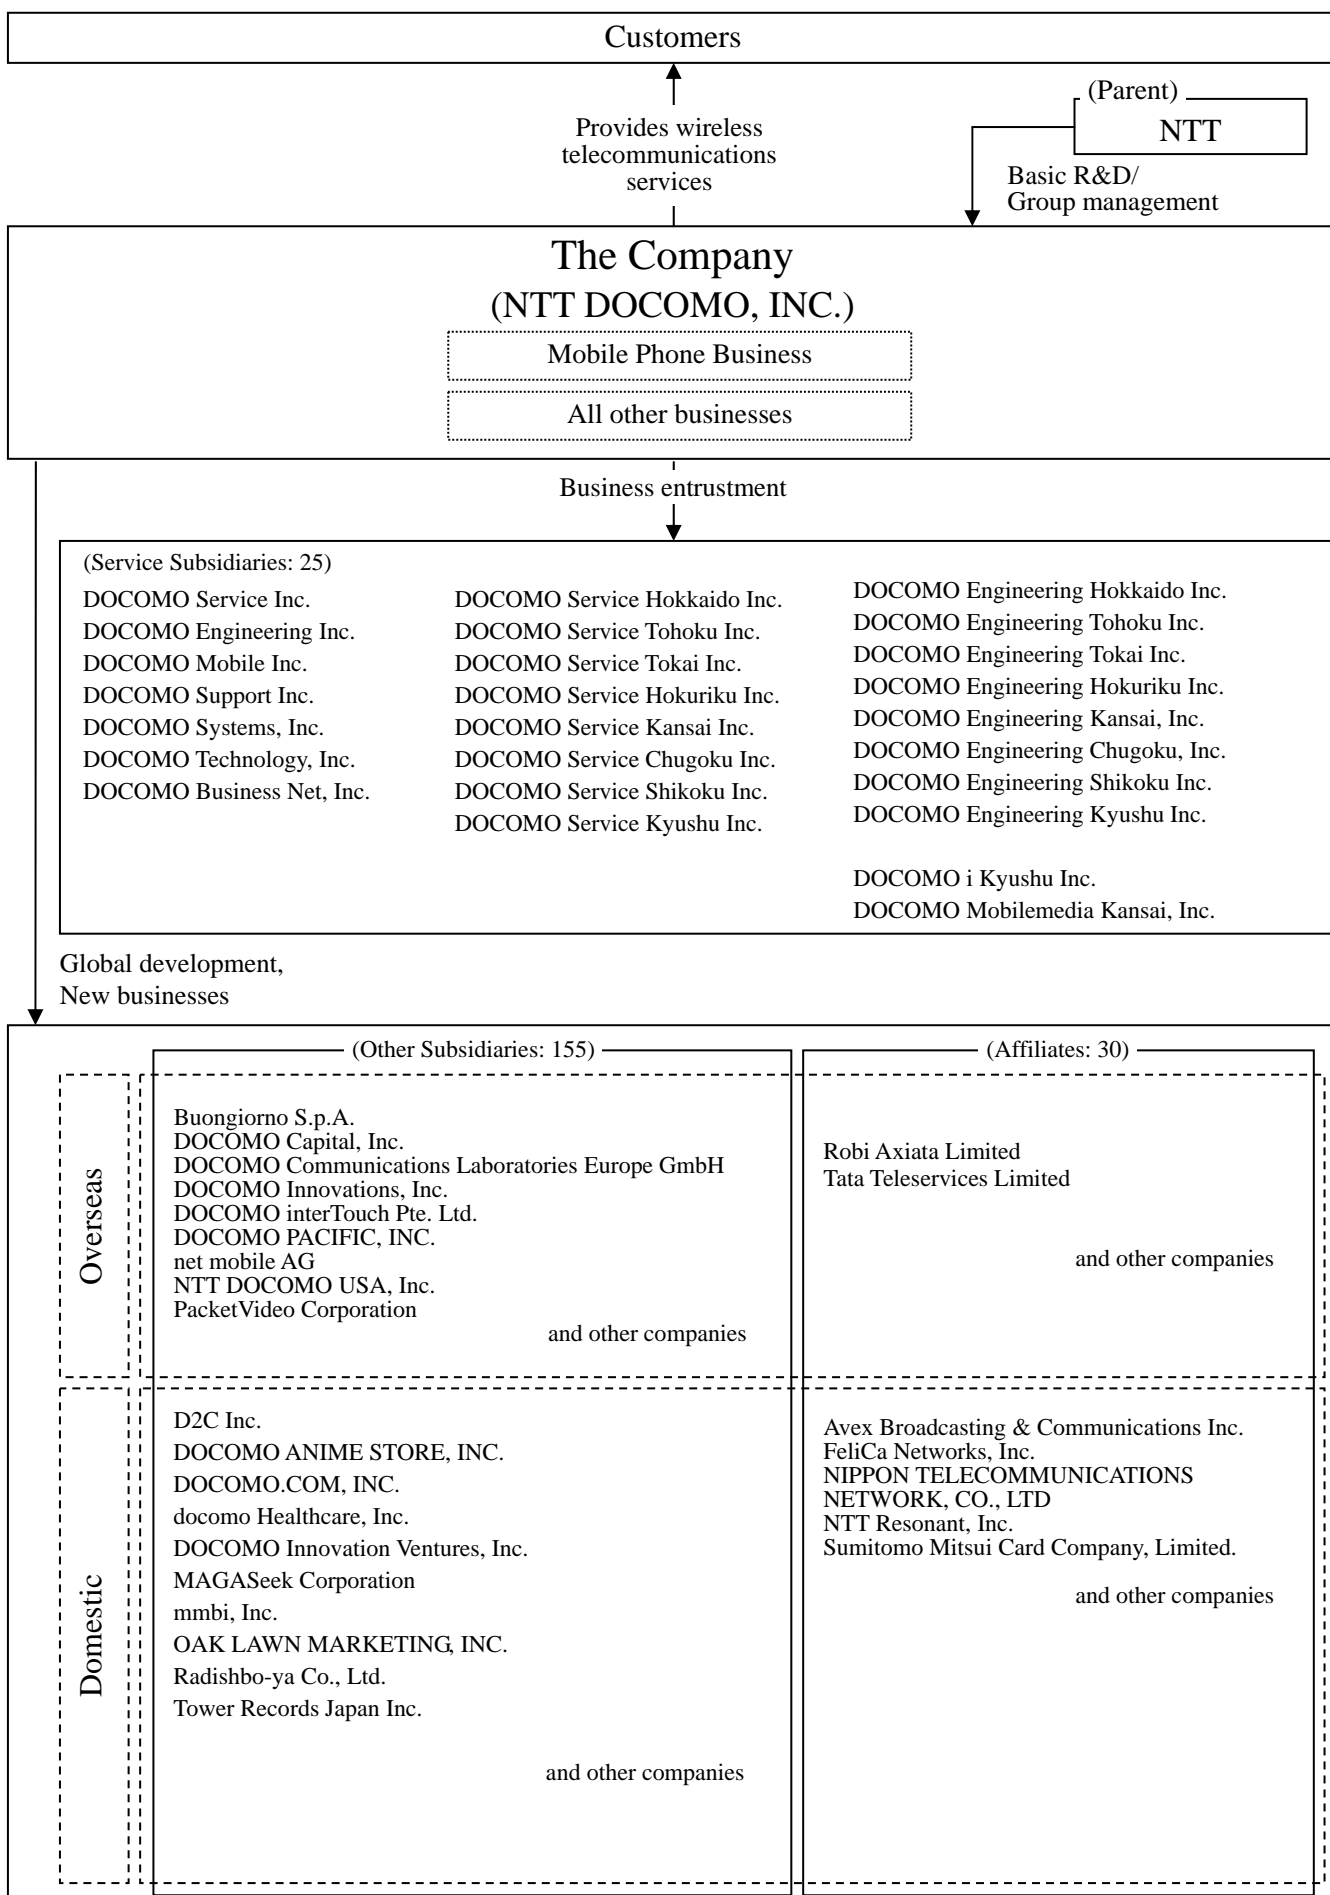 Customers
Provides wireless
telecommunications
services
(Parent)
NTT
Basic R&D/
Group management
The Company
(NTT DOCOMO, INC.)
Mobile Phone Business
All other businesses
Business entrustment
(Service Subsidiaries: 25)
DOCOMO Service Inc.
DOCOMO Engineering Inc.
DOCOMO Mobile Inc.
DOCOMO Support Inc.
DOCOMO Systems, Inc.
DOCOMO Technology, Inc.
DOCOMO Business Net, Inc.
DOCOMO Service Hokkaido Inc.
DOCOMO Service Tohoku Inc.
DOCOMO Service Tokai Inc.
DOCOMO Service Hokuriku Inc.
DOCOMO Service Kansai Inc.
DOCOMO Service Chugoku Inc.
DOCOMO Service Shikoku Inc.
DOCOMO Service Kyushu Inc.
DOCOMO Engineering Hokkaido Inc.
DOCOMO Engineering Tohoku Inc.
DOCOMO Engineering Tokai Inc.
DOCOMO Engineering Hokuriku Inc.
DOCOMO Engineering Kansai, Inc.
DOCOMO Engineering Chugoku, Inc.
DOCOMO Engineering Shikoku Inc.
DOCOMO Engineering Kyushu Inc.
DOCOMO i Kyushu Inc.
DOCOMO Mobilemedia Kansai, Inc.
Global development,
New businesses
(Other Subsidiaries: 155)
(Affiliates: 30)
Overseas
Buongiorno S.p.A.
DOCOMO Capital, Inc.
DOCOMO Communications Laboratories Europe GmbH
DOCOMO Innovations, Inc.
DOCOMO interTouch Pte. Ltd.
DOCOMO PACIFIC, INC.
net mobile AG
NTT DOCOMO USA, Inc.
PacketVideo Corporation
and other companies
Robi Axiata Limited
Tata Teleservices Limited
and other companies
Domestic
D2C Inc.
DOCOMO ANIME STORE, INC.
DOCOMO.COM, INC.
docomo Healthcare, Inc.
DOCOMO Innovation Ventures, Inc.
MAGASeek Corporation
mmbi, Inc.
OAK LAWN MARKETING, INC.
Radishbo-ya Co., Ltd.
Tower Records Japan Inc.
and other companies
Avex Broadcasting & Communications Inc.
FeliCa Networks, Inc.
NIPPON TELECOMMUNICATIONS
NETWORK, CO., LTD
NTT Resonant, Inc.
Sumitomo Mitsui Card Company, Limited.
and other companies